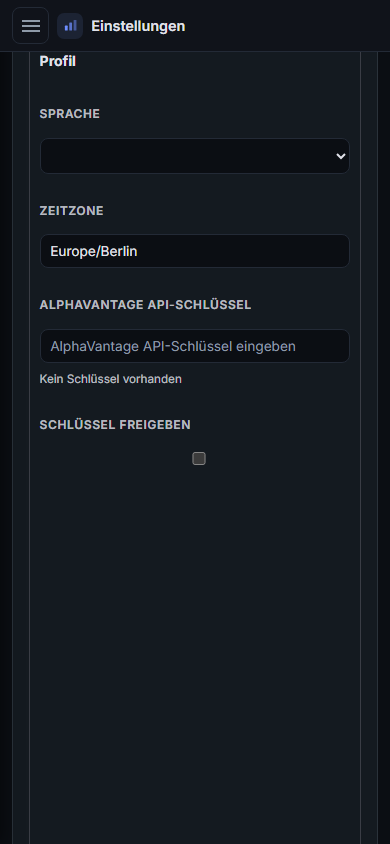 Einstellungen
Profil
SPRACHE
ZEITZONE
Europe/Berlin
ALPHAVANTAGE API-SCHLÜSSEL
AlphaVantage API-Schlüssel eingeben
Kein Schlüssel vorhanden
SCHLÜSSEL FREIGEBEN